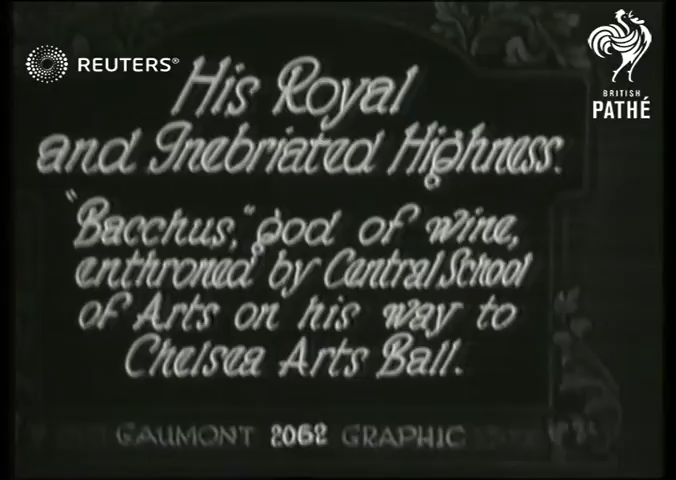 REUTERS®
BRITISH
PATHÉ
His Royal
and Inebriated Highness.
"Bacchus," god of wine,
enthroned by Central School
of Arts on his way to
Chelsea Arts Ball.
GAUMONT 2062 GRAPHIC